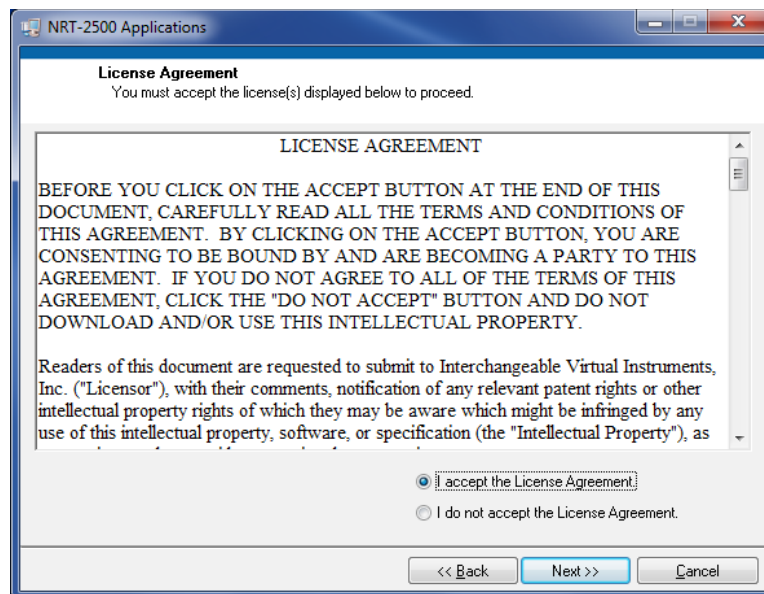 NRT-2500 Applications
License Agreement
You must accept the license(s) displayed below to proceed.
LICENSE AGREEMENT
BEFORE YOU CLICK ON THE ACCEPT BUTTON AT THE END OF THIS
DOCUMENT, CAREFULLY READ ALL THE TERMS AND CONDITIONS OF
THIS AGREEMENT.  BY CLICKING ON THE ACCEPT BUTTON, YOU ARE
CONSENTING TO BE BOUND BY AND ARE BECOMING A PARTY TO THIS
AGREEMENT.  IF YOU DO NOT AGREE TO ALL OF THE TERMS OF THIS
AGREEMENT, CLICK THE "DO NOT ACCEPT" BUTTON AND DO NOT
DOWNLOAD AND/OR USE THIS INTELLECTUAL PROPERTY.
Readers of this document are requested to submit to Interchangeable Virtual Instruments,
Inc. ("Licensor"), with their comments, notification of any relevant patent rights or other
intellectual property rights of which they may be aware which might be infringed by any
use of this intellectual property, software, or specification (the "Intellectual Property"), as
I accept the License Agreement.
I do not accept the License Agreement.
<< Back
Next >>
Cancel